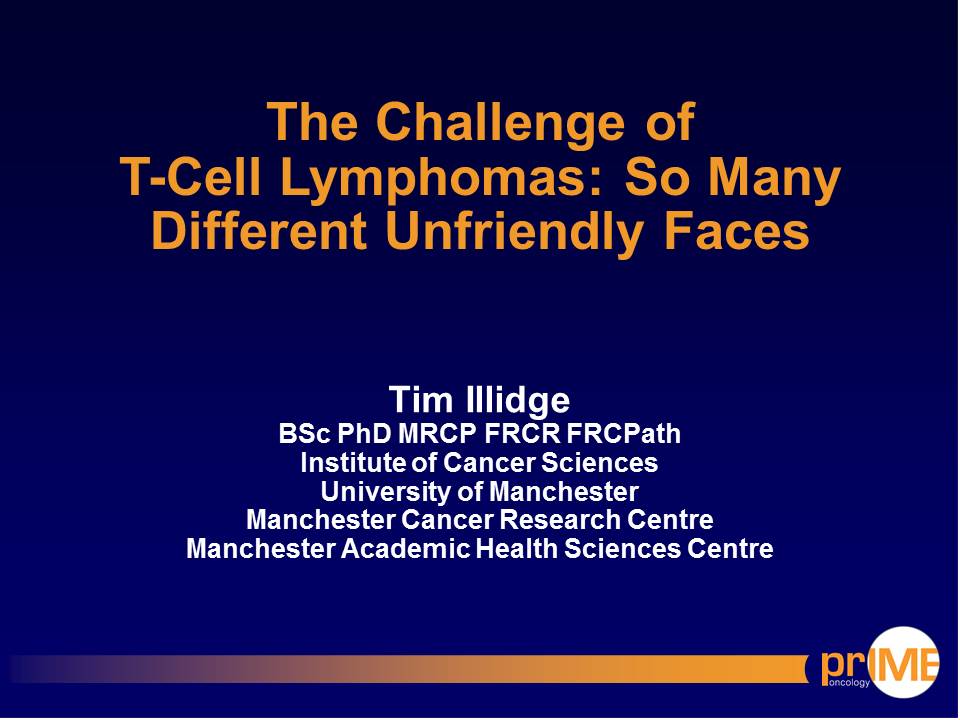 The Challenge of
T-Cell Lymphomas: So Many
Different Unfriendly Faces
Tim Illidge
BSc PhD MRCP FRCR FRCPath
Institute of Cancer Sciences
University of Manchester
Manchester Cancer Research Centre
Manchester Academic Health Sciences Centre
prIME
oncology